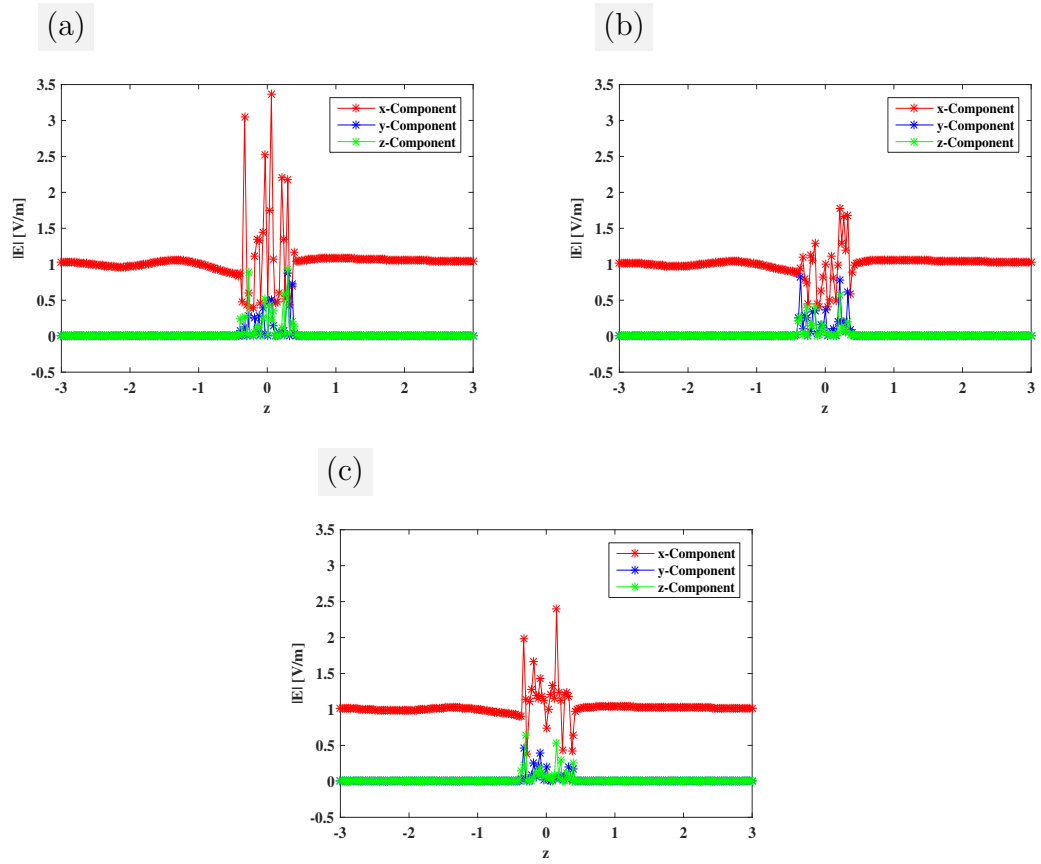 (a)
|E| [V/m]
3.5
3
2.5
2
1.5
1
0.5
0
-0.5
-3 -2 -1 0 1 2 3
z
x-Component
y-Component
z-Component
(b)
|E| [V/m]
3.5
3
2.5
2
1.5
1
0.5
0
-0.5
-3 -2 -1 0 1 2 3
z
x-Component
y-Component
z-Component
(c)
|E| [V/m]
3.5
3
2.5
2
1.5
1
0.5
0
-0.5
-3 -2 -1 0 1 2 3
z
x-Component
y-Component
z-Component